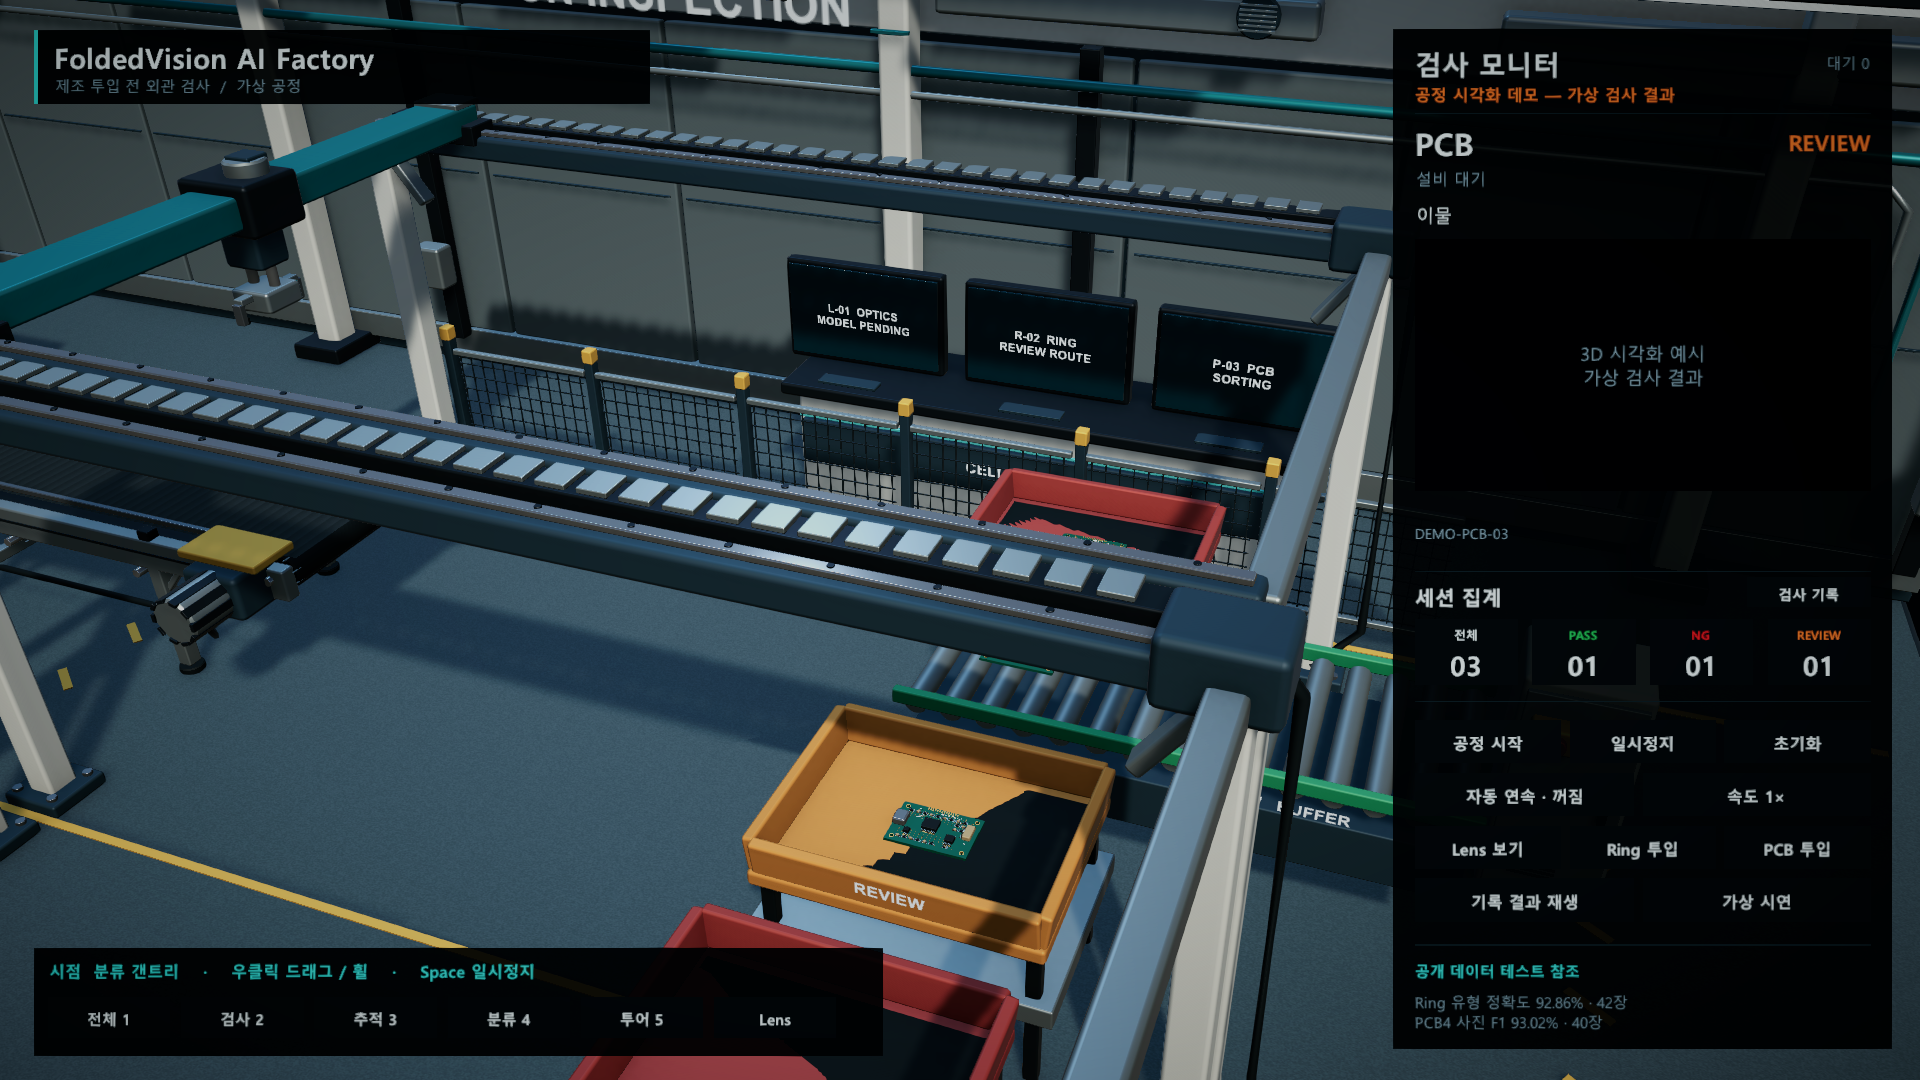 INSPECTION
FoldedVision AI Factory
제조 투입 전 외관 검사 / 가상 공정
L-01 OPTICS
MODEL PENDING
R-02 RING
REVIEW ROUTE
P-03 PCB
SORTING
CELL
BUFFER
REVIEW
시점 분류 갠트리 · 우클릭 드래그 / 휠 · Space 일시정지
전체 1 검사 2 추적 3 분류 4 투어 5 Lens
검사 모니터 대기 0
공정 시각화 데모 — 가상 검사 결과
PCB REVIEW
설비 대기
이물
3D 시각화 예시
가상 검사 결과
DEMO-PCB-03
세션 집계 검사 기록
전체 PASS NG REVIEW
03 01 01 01
공정 시작 일시정지 초기화
자동 연속 · 꺼짐 속도 1×
Lens 보기 Ring 투입 PCB 투입
기록 결과 재생 가상 시연
공개 데이터 테스트 참조
Ring 유형 정확도 92.86% · 42장
PCB4 사진 F1 93.02% · 40장